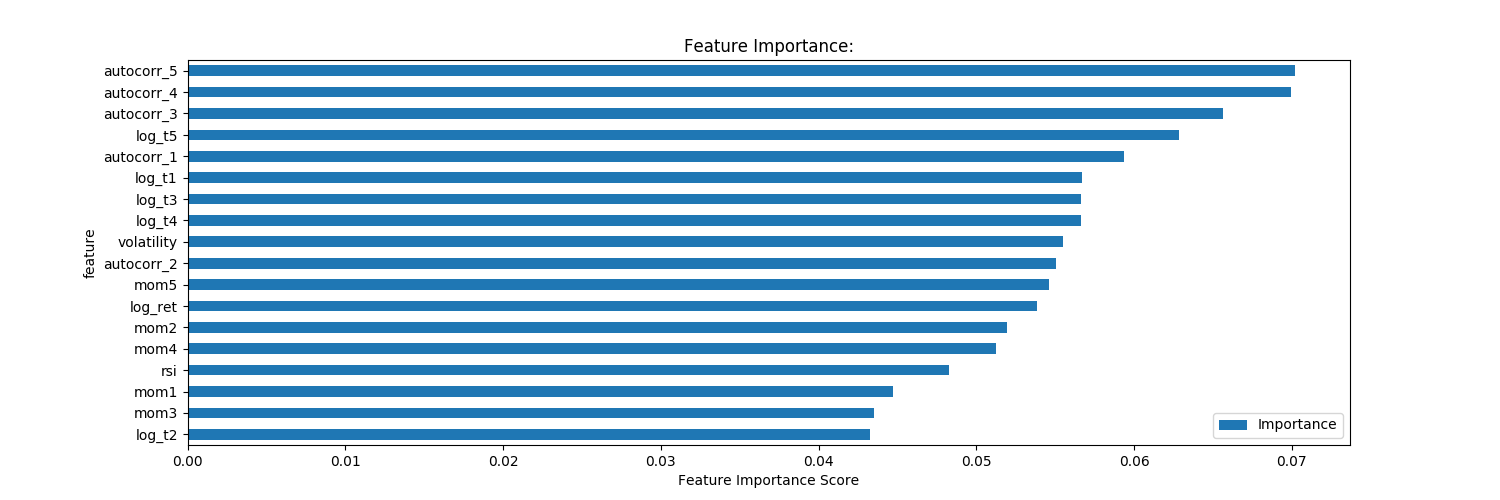 Feature Importance:
autocorr_5
autocorr_4
autocorr_3
log_t5
autocorr_1
log_t1
log_t3
log_t4
volatility
autocorr_2
mom5
log_ret
mom2
mom4
rsi
mom1
mom3
log_t2
feature
Importance
0.00 0.01 0.02 0.03 0.04 0.05 0.06 0.07
Feature Importance Score